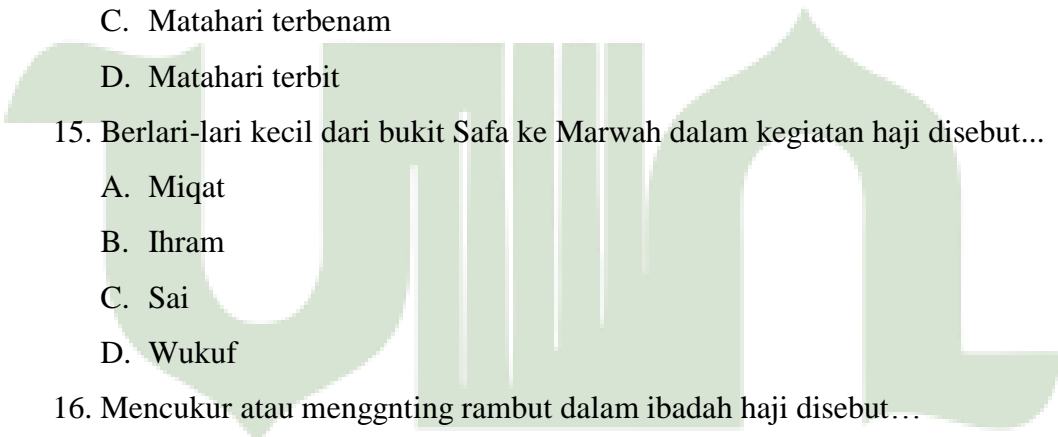 C. Matahari terbenam
D. Matahari terbit
15. Berlari-lari kecil dari bukit Safa ke Marwah dalam kegiatan haji disebut...
A. Miqat
B. Ihram
C. Sai
D. Wukuf
16. Mencukur atau menggnting rambut dalam ibadah haji disebut…